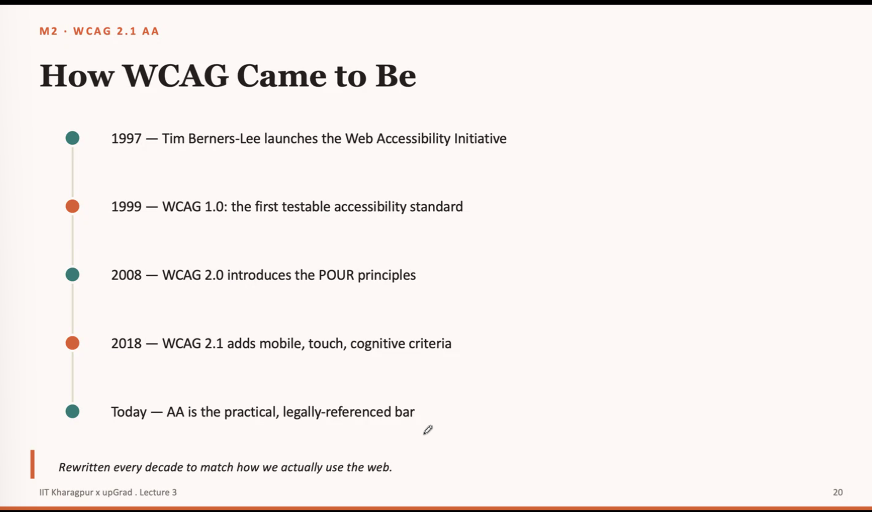 M2 · WCAG 2.1 AA
How WCAG Came to Be
1997 — Tim Berners-Lee launches the Web Accessibility Initiative
1999 — WCAG 1.0: the first testable accessibility standard
2008 — WCAG 2.0 introduces the POUR principles
2018 — WCAG 2.1 adds mobile, touch, cognitive criteria
Today — AA is the practical, legally-referenced bar
Rewritten every decade to match how we actually use the web.
IIT Kharagpur x upGrad . Lecture 3
20